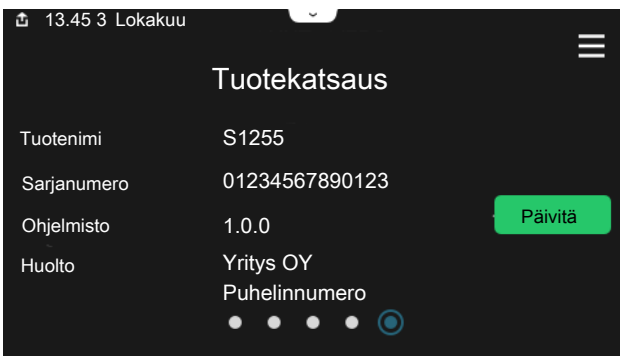 13.45 3 Lokakuu
Tuotekatsaus
Tuotenimi S1255
Sarjanumero 01234567890123
Ohjelmisto 1.0.0 Päivitä
Huolto Yritys OY
Puhelinnumero